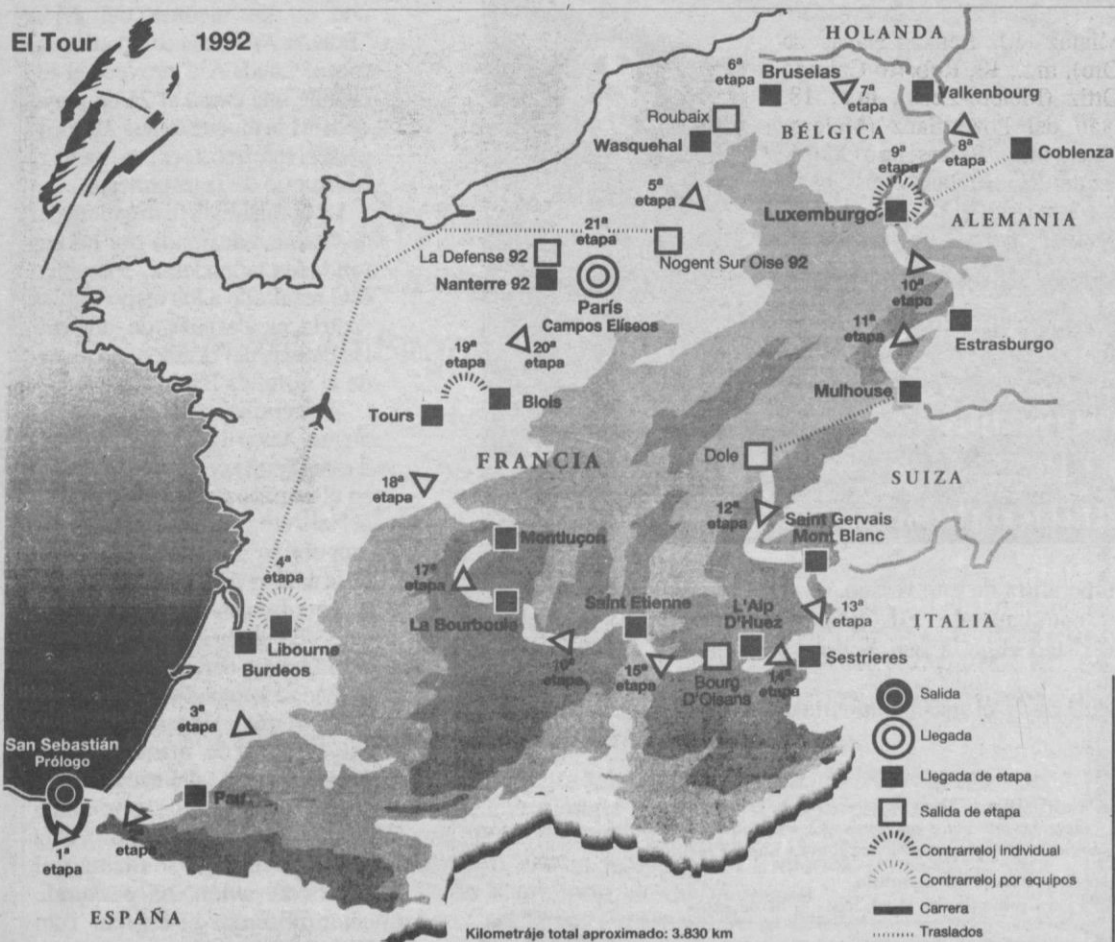 El Tour 1992
HOLANDA
6ª
etapa
Bruselas
7ª
etapa
Valkenbourg
Roubaix
BÉLGICA
8ª
etapa
Wasquehal
9ª
etapa
Coblenza
5ª
etapa
Luxemburgo
ALEMANIA
21ª
etapa
La Defense 92
Nogent Sur Oise 92
Nanterre 92
10ª
etapa
París
Campos Elíseos
11ª
etapa
Estrasburgo
19ª
etapa
20ª
etapa
Blois
Mulhouse
Tours
FRANCIA
Dole
SUIZA
18ª
etapa
12ª
etapa
Saint Gervais
Mont Blanc
Montluçon
4ª
etapa
17ª
etapa
La Bourboule
Saint Etienne
L'Alp
D'Huez
13ª
etapa
ITALIA
Libourne
Burdeos
etapa
15ª
etapa
Bourg
D'Oisans
14ª
etapa
Sestrieres
3ª
etapa
Salida
San Sebastián
Prólogo
Llegada
Pau
Llegada de etapa
1ª
etapa
etapa
Salida de etapa
Contrarreloj individual
Contrarreloj por equipos
ESPAÑA
Carrera
Kilometráje total aproximado: 3.830 km
Traslados